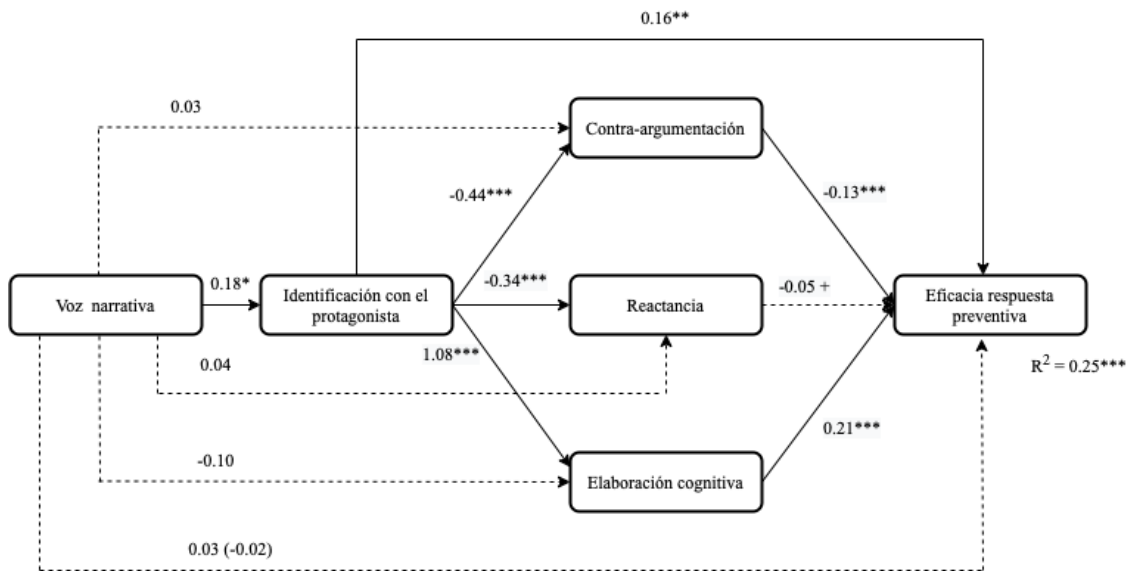 0.16**
0.03
Contra-argumentación
-0.44***
-0.13***
Voz narrativa
0.18*
Identificación con el
protagonista
-0.34***
Reactancia
-0.05 +
Eficacia respuesta
preventiva
1.08***
0.04
R² = 0.25***
0.21***
-0.10
Elaboración cognitiva
0.03 (-0.02)